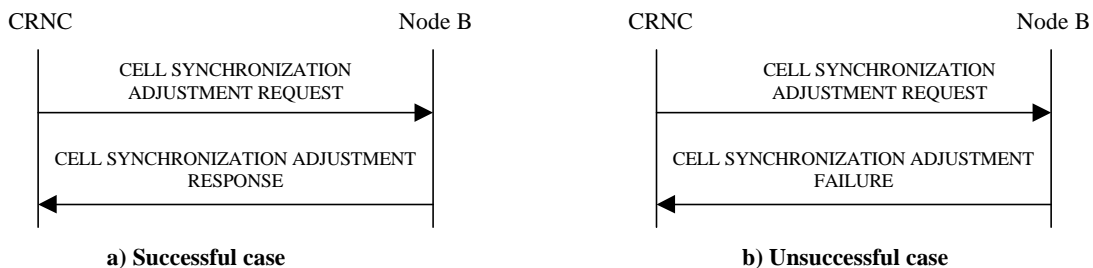 CRNC
Node B
CELL SYNCHRONIZATION
ADJUSTMENT REQUEST
CELL SYNCHRONIZATION ADJUSTMENT
RESPONSE
a) Successful case
CRNC
Node B
CELL SYNCHRONIZATION
ADJUSTMENT REQUEST
CELL SYNCHRONIZATION ADJUSTMENT
FAILURE
b) Unsuccessful case